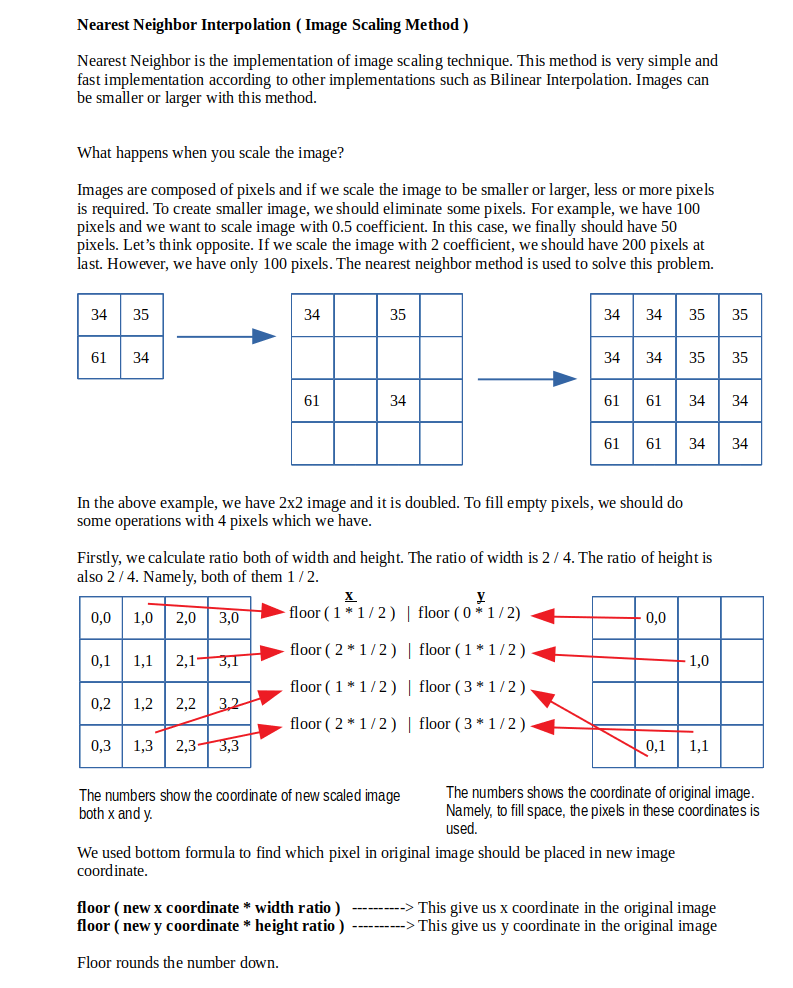 Nearest Neighbor Interpolation ( Image Scaling Method )
Nearest Neighbor is the implementation of image scaling technique. This method is very simple and
fast implementation according to other implementations such as Bilinear Interpolation. Images can
be smaller or larger with this method.
What happens when you scale the image?
Images are composed of pixels and if we scale the image to be smaller or larger, less or more pixels
is required. To create smaller image, we should eliminate some pixels. For example, we have 100
pixels and we want to scale image with 0.5 coefficient. In this case, we finally should have 50
pixels. Let’s think opposite. If we scale the image with 2 coefficient, we should have 200 pixels at
last. However, we have only 100 pixels. The nearest neighbor method is used to solve this problem.
34 35
61 34
34 35
61 34
34 34 35 35
34 34 35 35
61 61 34 34
61 61 34 34
In the above example, we have 2x2 image and it is doubled. To fill empty pixels, we should do
some operations with 4 pixels which we have.
Firstly, we calculate ratio both of width and height. The ratio of width is 2 / 4. The ratio of height is
also 2 / 4. Namely, both of them 1 / 2.
0,0 1,0 2,0 3,0
0,1 1,1 2,1 3,1
0,2 1,2 2,2 3,2
0,3 1,3 2,3 3,3
x y
floor ( 1 * 1 / 2 ) | floor ( 0 * 1 / 2)
floor ( 2 * 1 / 2 ) | floor ( 1 * 1 / 2 )
floor ( 1 * 1 / 2 ) | floor ( 3 * 1 / 2 )
floor ( 2 * 1 / 2 ) | floor ( 3 * 1 / 2 )
0,0
1,0
0,1 1,1
The numbers show the coordinate of new scaled image
both x and y.
The numbers shows the coordinate of original image.
Namely, to fill space, the pixels in these coordinates is
used.
We used bottom formula to find which pixel in original image should be placed in new image
coordinate.
floor ( new x coordinate * width ratio ) ----------> This give us x coordinate in the original image
floor ( new y coordinate * height ratio ) ----------> This give us y coordinate in the original image
Floor rounds the number down.